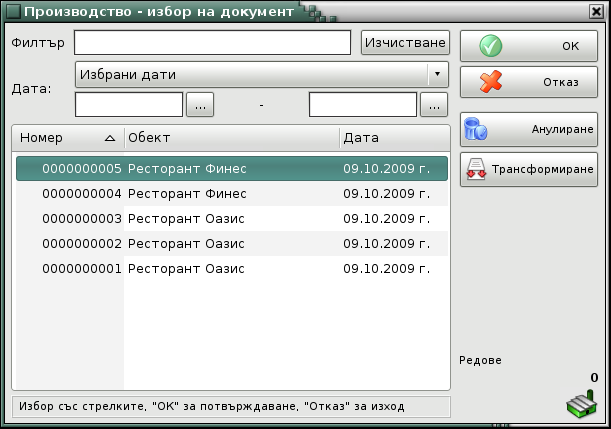 Производство - избор на документ
Филтър
Изчистване
Дата:
Избрани дати
...
-
...
Номер Обект Дата
0000000005 Ресторант Финес 09.10.2009 г.
0000000004 Ресторант Финес 09.10.2009 г.
0000000003 Ресторант Оазис 09.10.2009 г.
0000000002 Ресторант Оазис 09.10.2009 г.
0000000001 Ресторант Оазис 09.10.2009 г.
Избор със стрелките, "ОК" за потвърждаване, "Отказ" за изход
ОК
Отказ
Анулиране
Трансформиране
Редове
0